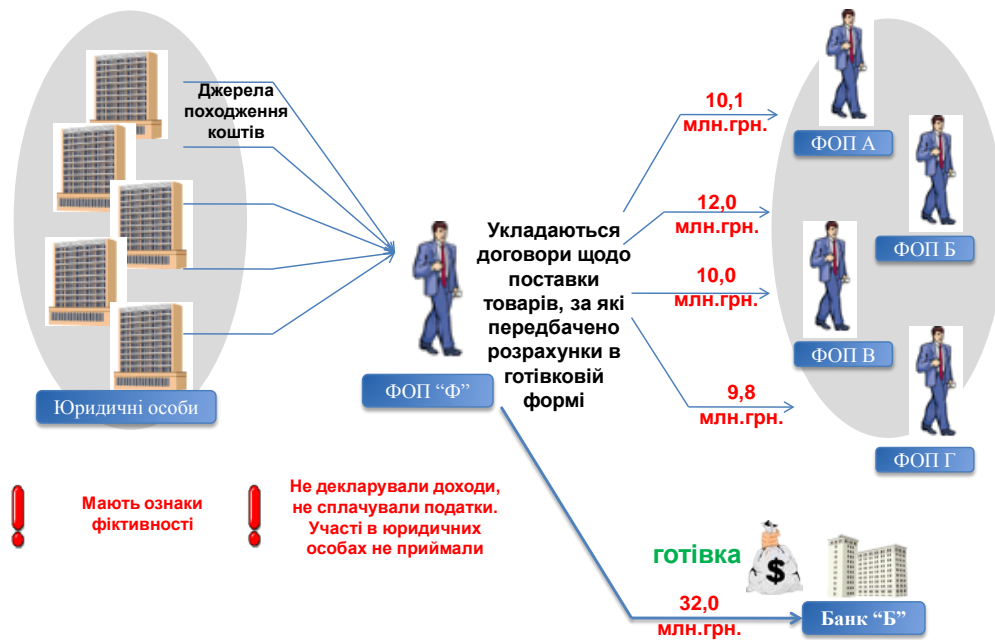 Джерела
походження
коштів
Юридичні особи
ФОП “Ф”
Укладаються
договори щодо
поставки
товарів, за які
передбачено
розрахунки в
готівковій
формі
10,1
млн.грн.
12,0
млн.грн.
10,0
млн.грн.
9,8
млн.грн.
ФОП А
ФОП Б
ФОП В
ФОП Г
Мають ознаки
фіктивності
Не декларували доходи,
не сплачували податки.
Участі в юридичних
особах не приймали
готівка
$
32,0
млн.грн.
Банк “Б”